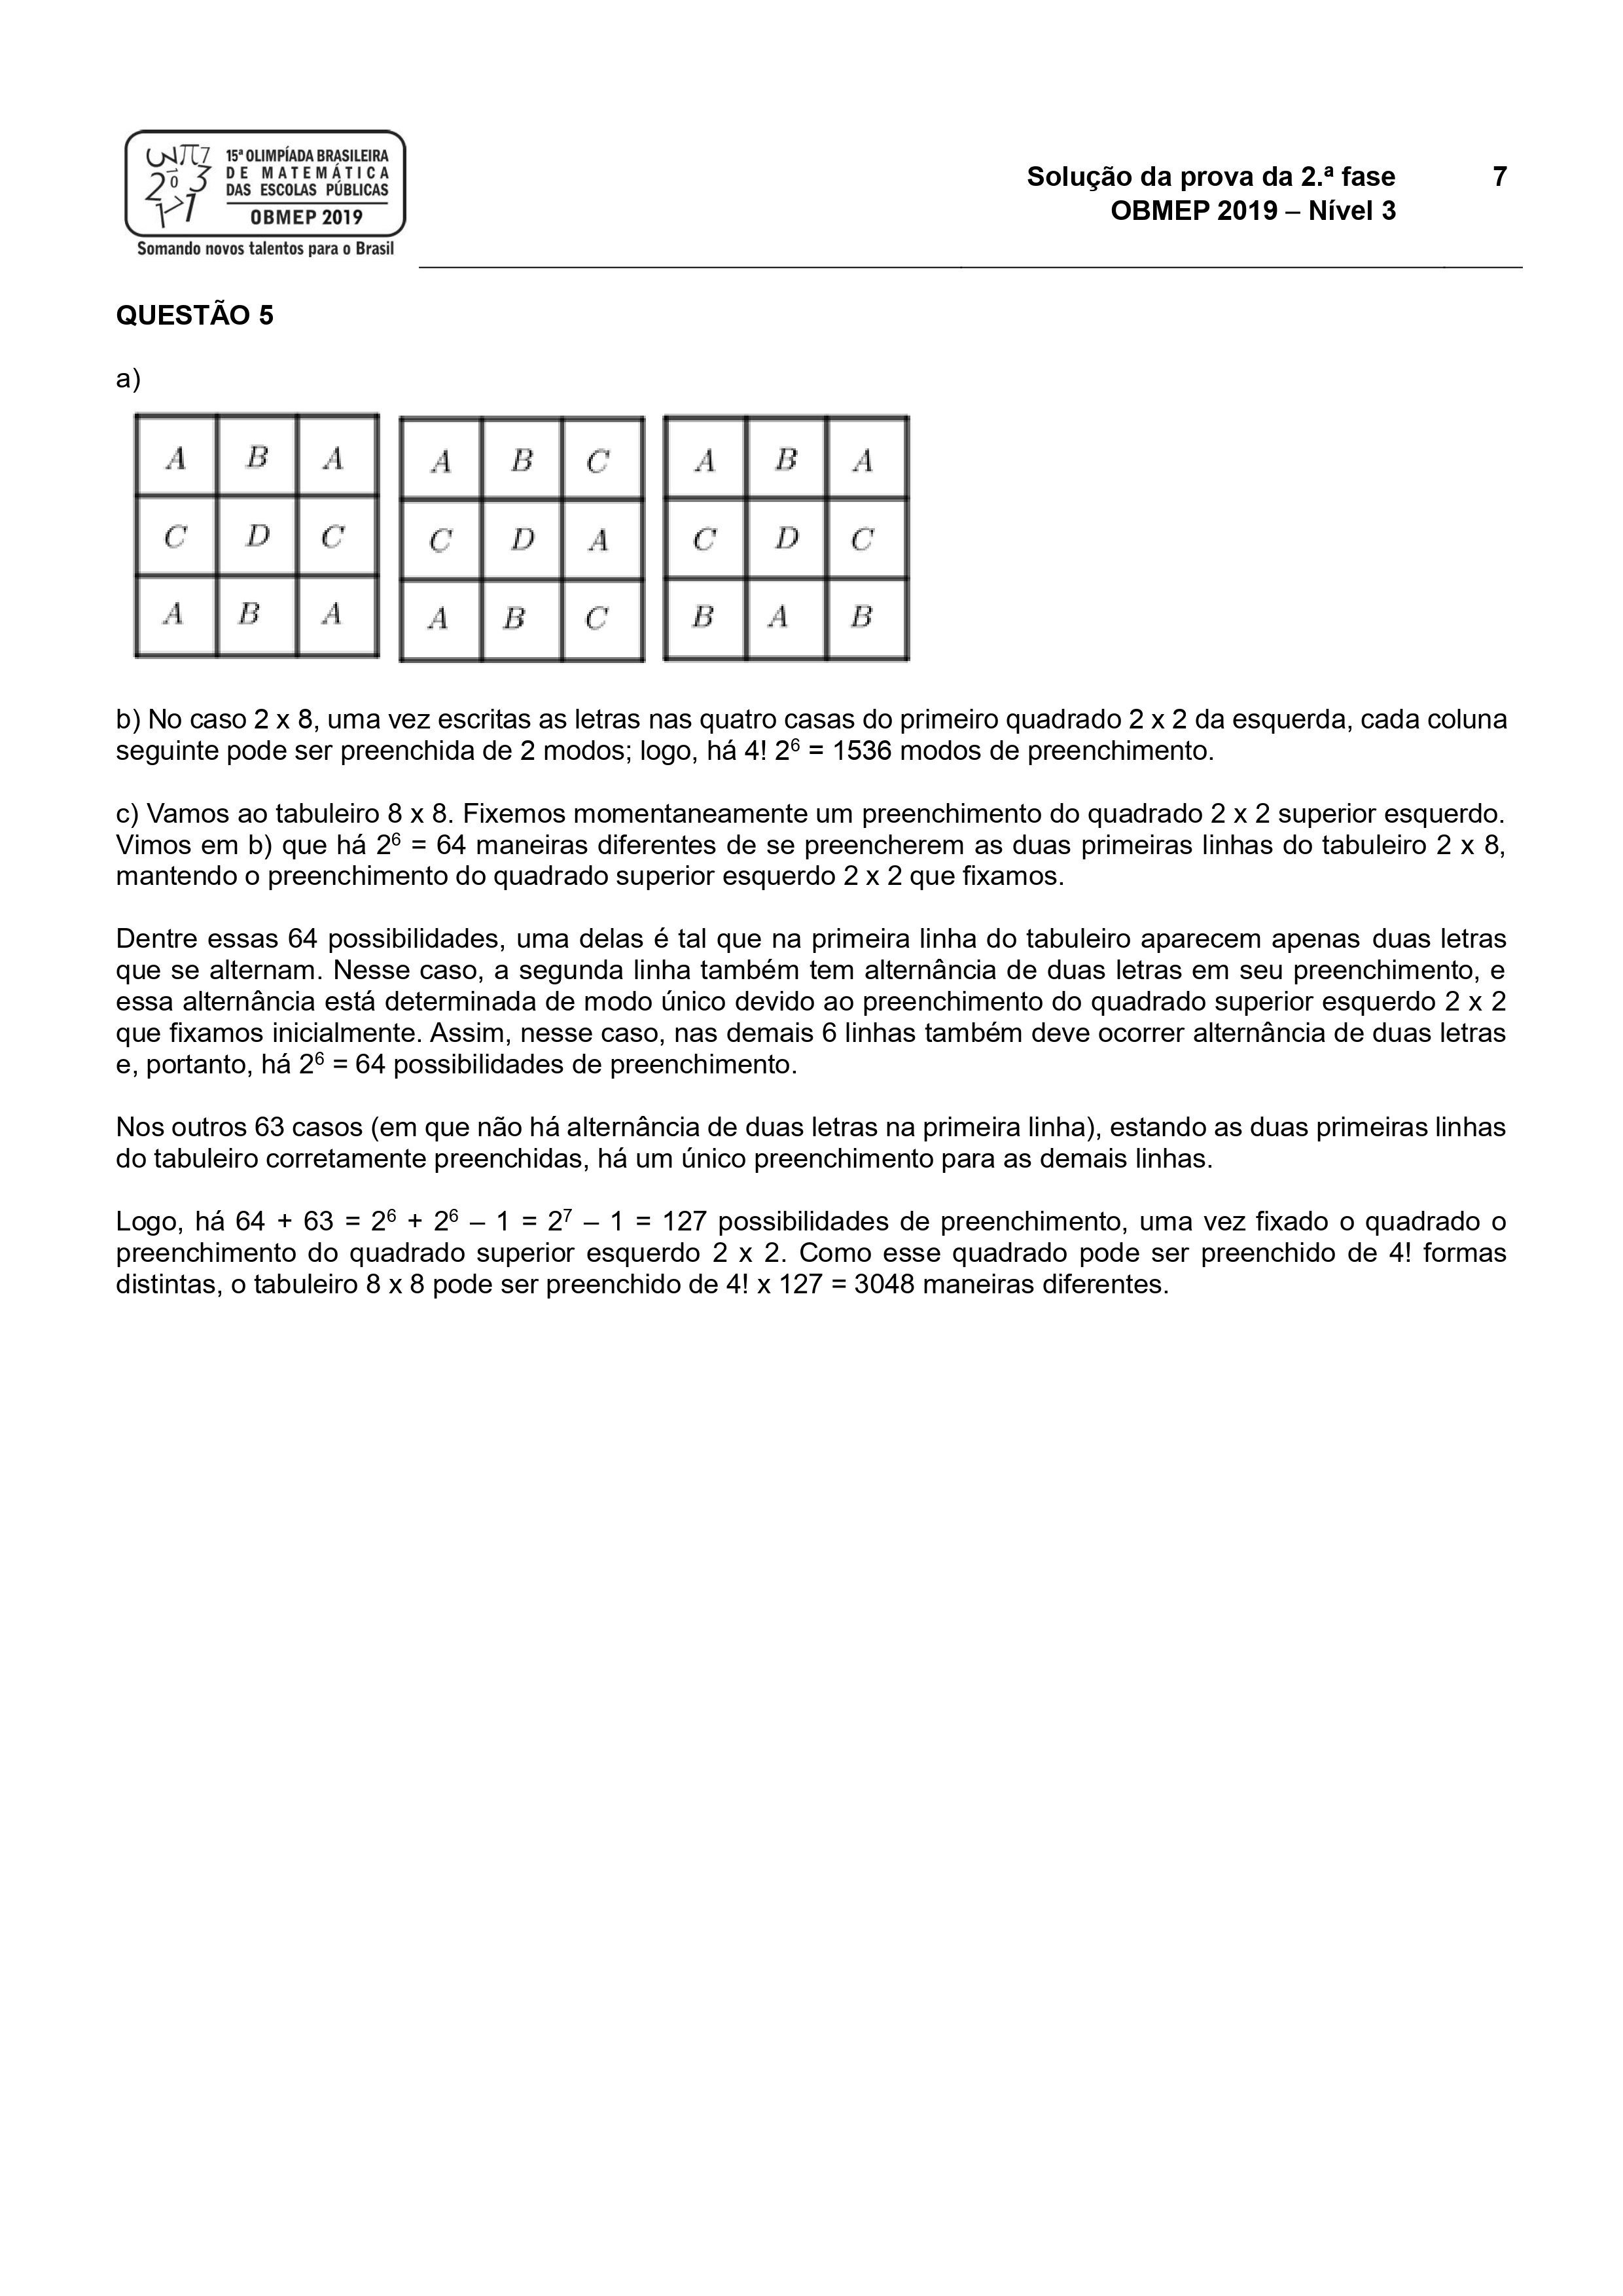 15ª OLIMPÍADA BRASILEIRA
DE MATEMÁTICA
DAS ESCOLAS PÚBLICAS
OBMEP 2019
Somando novos talentos para o Brasil
Solução da prova da 2.ª fase 7
OBMEP 2019 – Nível 3
QUESTÃO 5
a)
A B A A B C A B A
C D C C D A C D C
A B A A B C B A B
b) No caso 2 x 8, uma vez escritas as letras nas quatro casas do primeiro quadrado 2 x 2 da esquerda, cada coluna
seguinte pode ser preenchida de 2 modos; logo, há 4! 2⁶ = 1536 modos de preenchimento.
c) Vamos ao tabuleiro 8 x 8. Fixemos momentaneamente um preenchimento do quadrado 2 x 2 superior esquerdo.
Vimos em b) que há 2⁶ = 64 maneiras diferentes de se preencherem as duas primeiras linhas do tabuleiro 2 x 8,
mantendo o preenchimento do quadrado superior esquerdo 2 x 2 que fixamos.
Dentre essas 64 possibilidades, uma delas é tal que na primeira linha do tabuleiro aparecem apenas duas letras
que se alternam. Nesse caso, a segunda linha também tem alternância de duas letras em seu preenchimento, e
essa alternância está determinada de modo único devido ao preenchimento do quadrado superior esquerdo 2 x 2
que fixamos inicialmente. Assim, nesse caso, nas demais 6 linhas também deve ocorrer alternância de duas letras
e, portanto, há 2⁶ = 64 possibilidades de preenchimento.
Nos outros 63 casos (em que não há alternância de duas letras na primeira linha), estando as duas primeiras linhas
do tabuleiro corretamente preenchidas, há um único preenchimento para as demais linhas.
Logo, há 64 + 63 = 2⁶ + 2⁶ – 1 = 2⁷ – 1 = 127 possibilidades de preenchimento, uma vez fixado o quadrado o
preenchimento do quadrado superior esquerdo 2 x 2. Como esse quadrado pode ser preenchido de 4! formas
distintas, o tabuleiro 8 x 8 pode ser preenchido de 4! x 127 = 3048 maneiras diferentes.